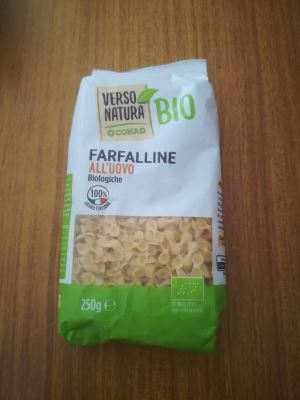 VERSO
NATURA
CONAD
BIO
FARFALLINE
ALL'UOVO
Biologiche
100%
250g e